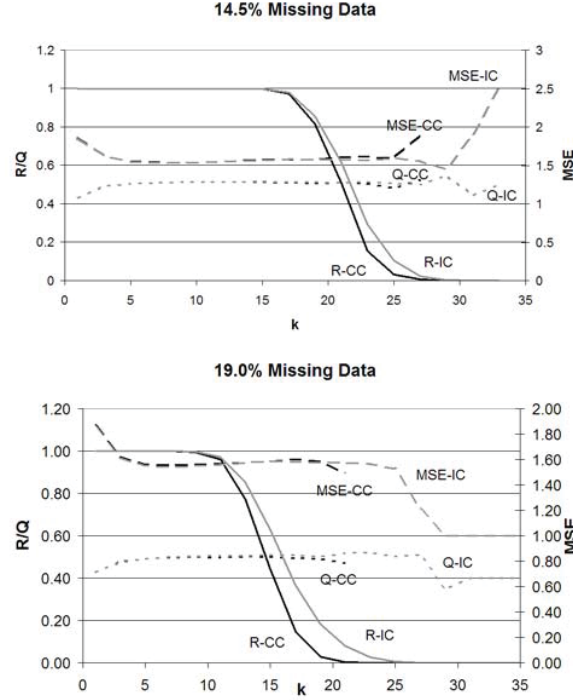 14.5% Missing Data
1.2 3
MSE-IC
1 2.5
MSE-CC
0.8 2
R/Q 0.6 1.5 MSE
Q-CC
0.4 1
Q-IC
0.2 0.5
R-CC R-IC
0 0
0 5 10 15 20 25 30 35
k
19.0% Missing Data
1.20 2.00
1.80
1.00 1.60
MSE-IC
MSE-CC
1.40
0.80 1.20
R/Q 0.60 1.00 MSE
0.80
Q-IC
Q-CC
0.40 0.60
0.20 0.40
R-CC R-IC
0.20
0.00 0.00
0 5 10 15 20 25 30 35
k